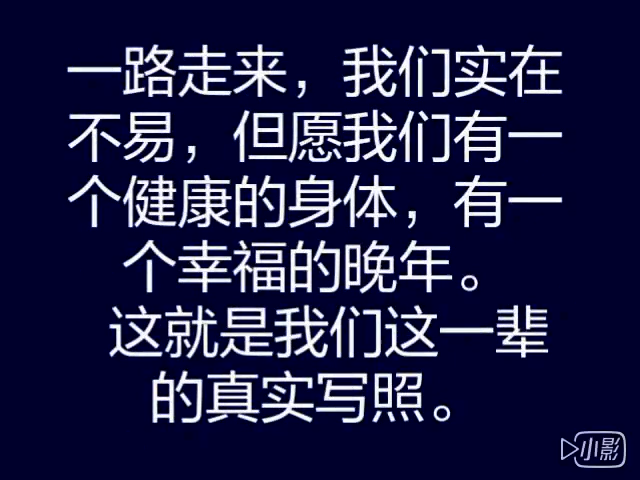 一路走来，我们实在
不易，但愿我们有一
个健康的身体，有一
个幸福的晚年。
这就是我们这一辈
的真实写照。
小影